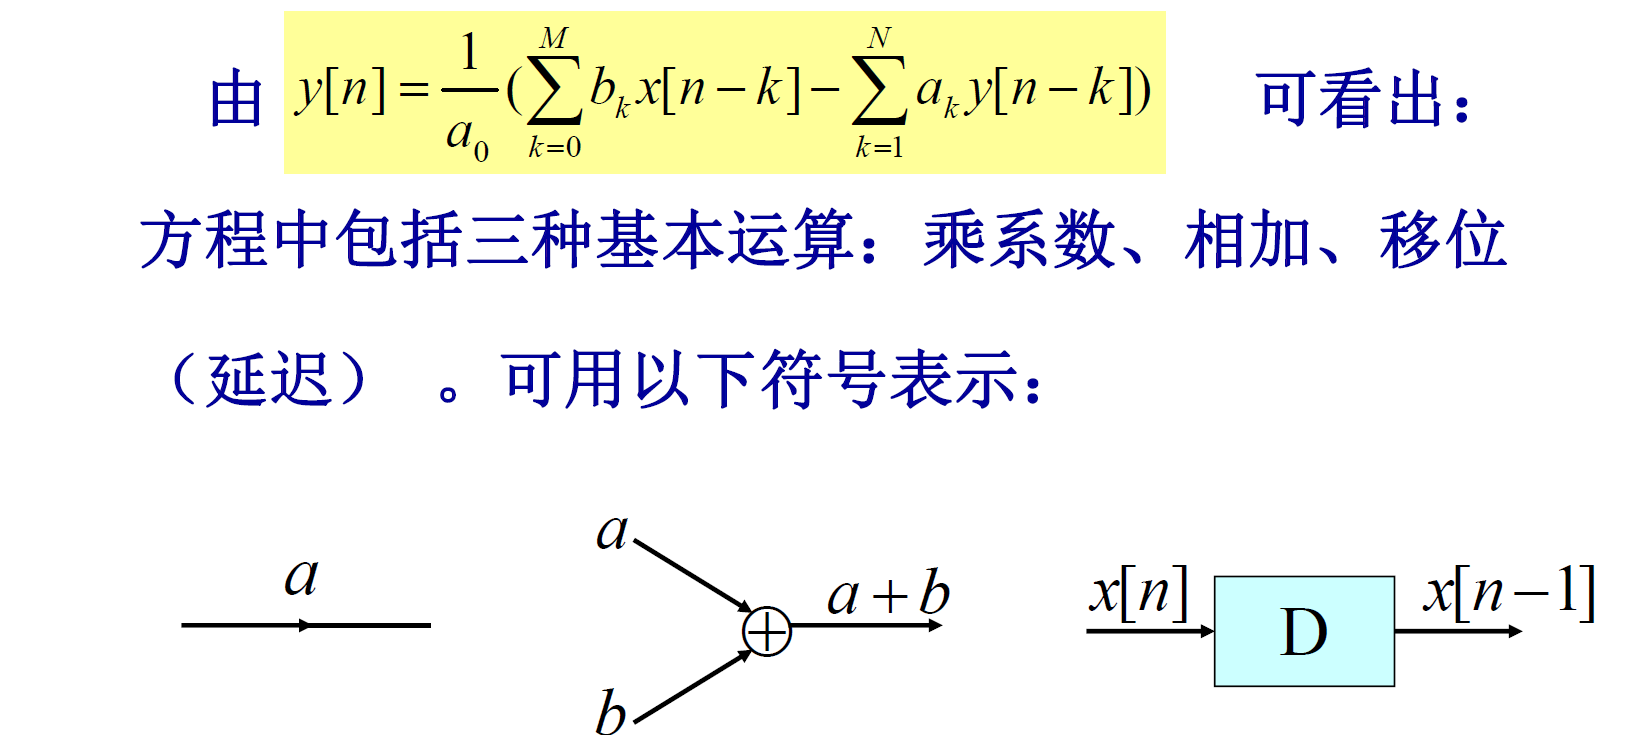 由 y[n] = \frac{1}{a_0}(\sum_{k=0}^{M} b_k x[n-k] - \sum_{k=1}^{N} a_k y[n-k]) 可看出：
方程中包括三种基本运算：乘系数、相加、移位
（延迟） 。可用以下符号表示：
a
a
b
a+b
x[n]
D
x[n-1]